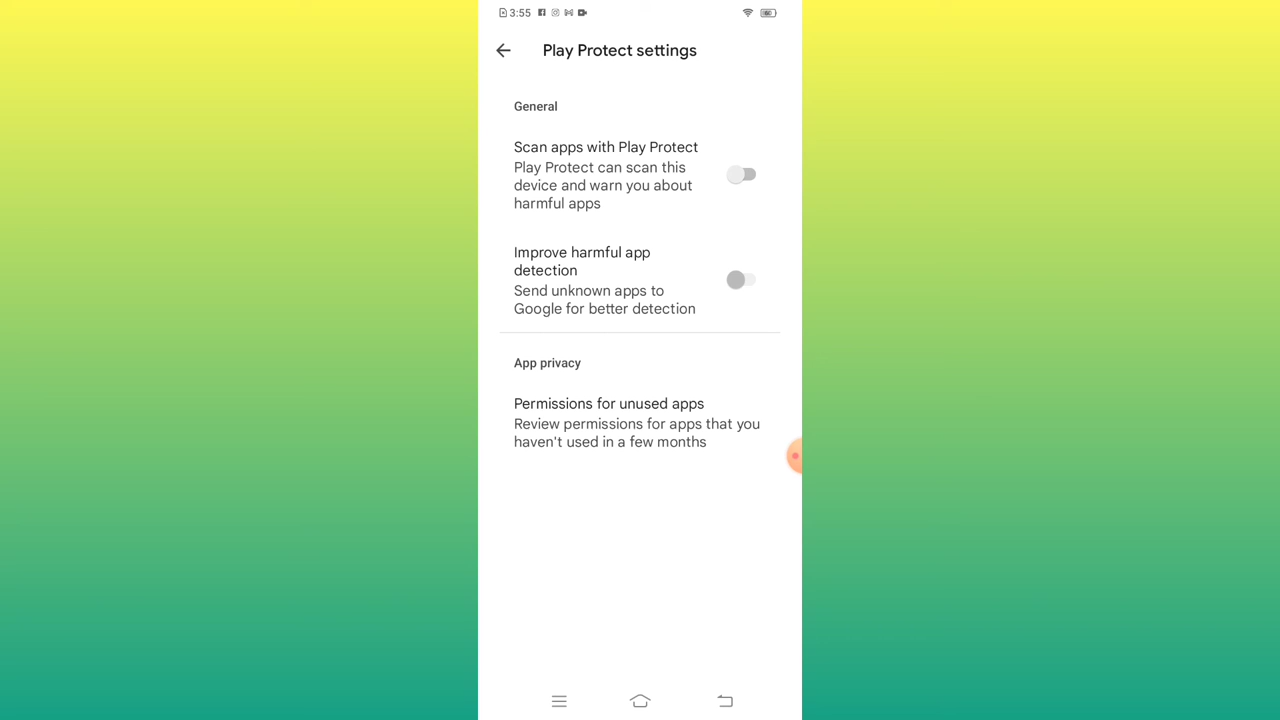 3:55
Play Protect settings
General
Scan apps with Play Protect
Play Protect can scan this
device and warn you about
harmful apps
Improve harmful app
detection
Send unknown apps to
Google for better detection
App privacy
Permissions for unused apps
Review permissions for apps that you
haven't used in a few months